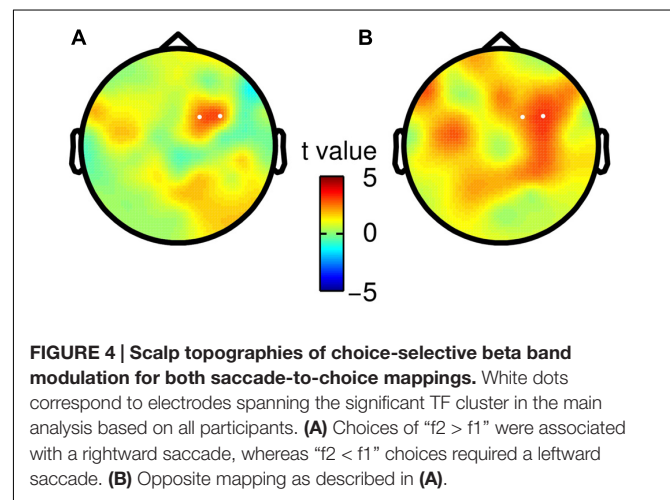 A
B
t value
5
0
−5
FIGURE 4 | Scalp topographies of choice-selective beta band
modulation for both saccade-to-choice mappings. White dots
correspond to electrodes spanning the significant TF cluster in the main
analysis based on all participants. (A) Choices of “f2 > f1” were associated
with a rightward saccade, whereas “f2 < f1” choices required a leftward
saccade. (B) Opposite mapping as described in (A).